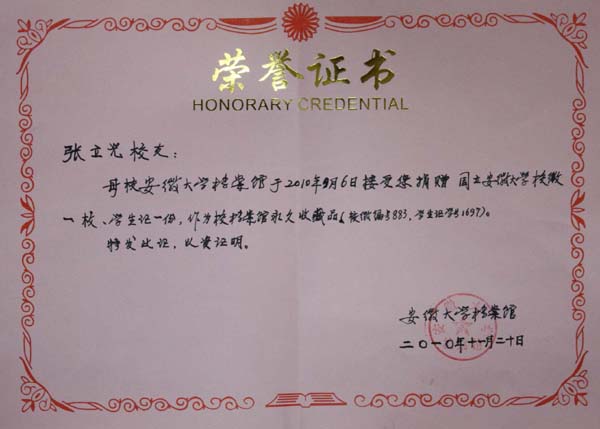 荣誉证书
HONORARY CREDENTIAL
张立光校友:
母校安徽大学档案馆于2010年9月6日接受您捐赠 国立安徽大学校徽
一枚、学生证一份,作为校档案馆永久收藏品(校徽编号883,学生证学号1697)。
特发此证,以资证明。
安徽大学档案馆
二〇一〇年十一月二十日